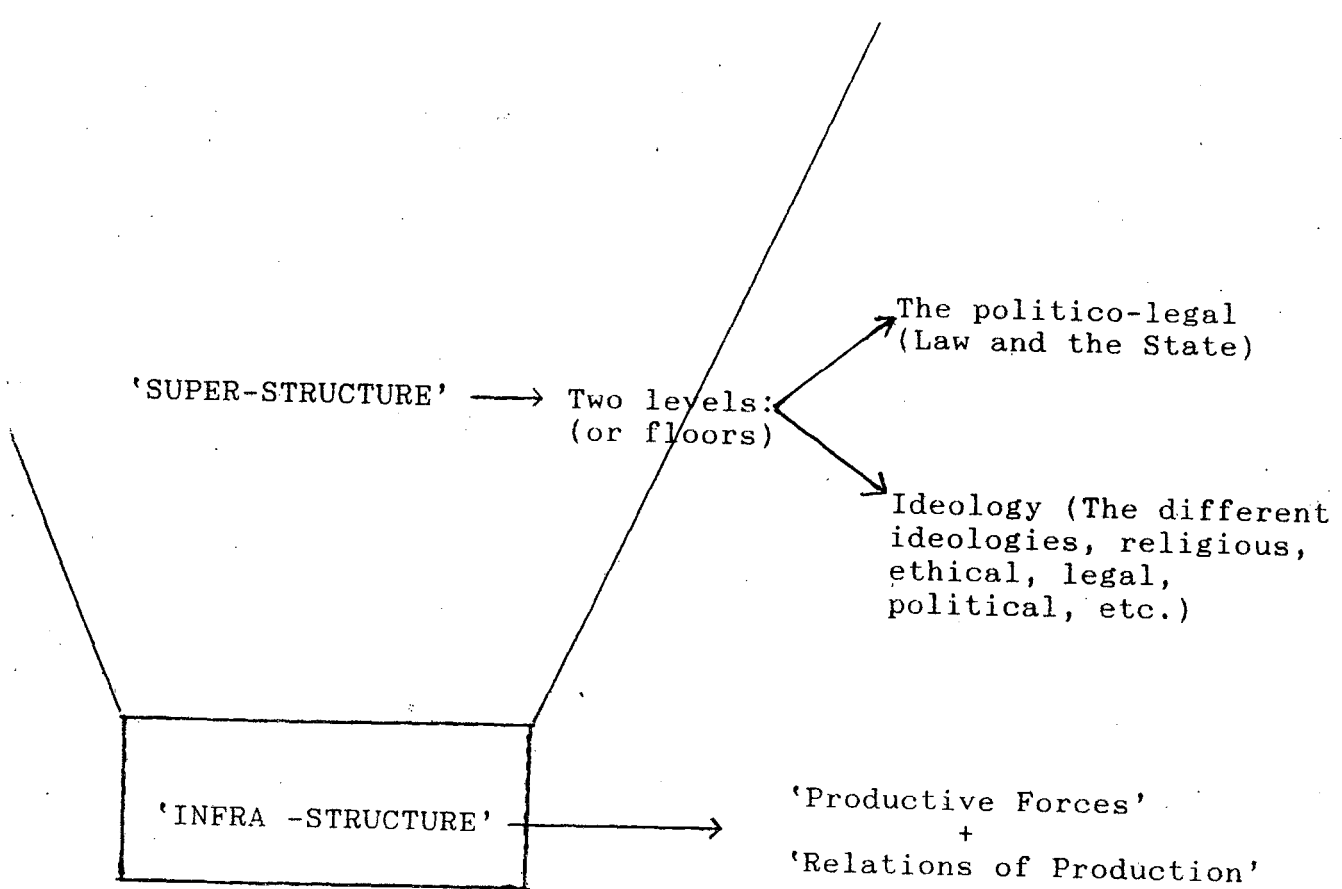 The politico-legal
(Law and the State)
‘SUPER-STRUCTURE’ → Two levels:
(or floors)
Ideology (The different
ideologies, religious,
ethical, legal,
political, etc.)
‘INFRA -STRUCTURE’
‘Productive Forces’
+
‘Relations of Production’